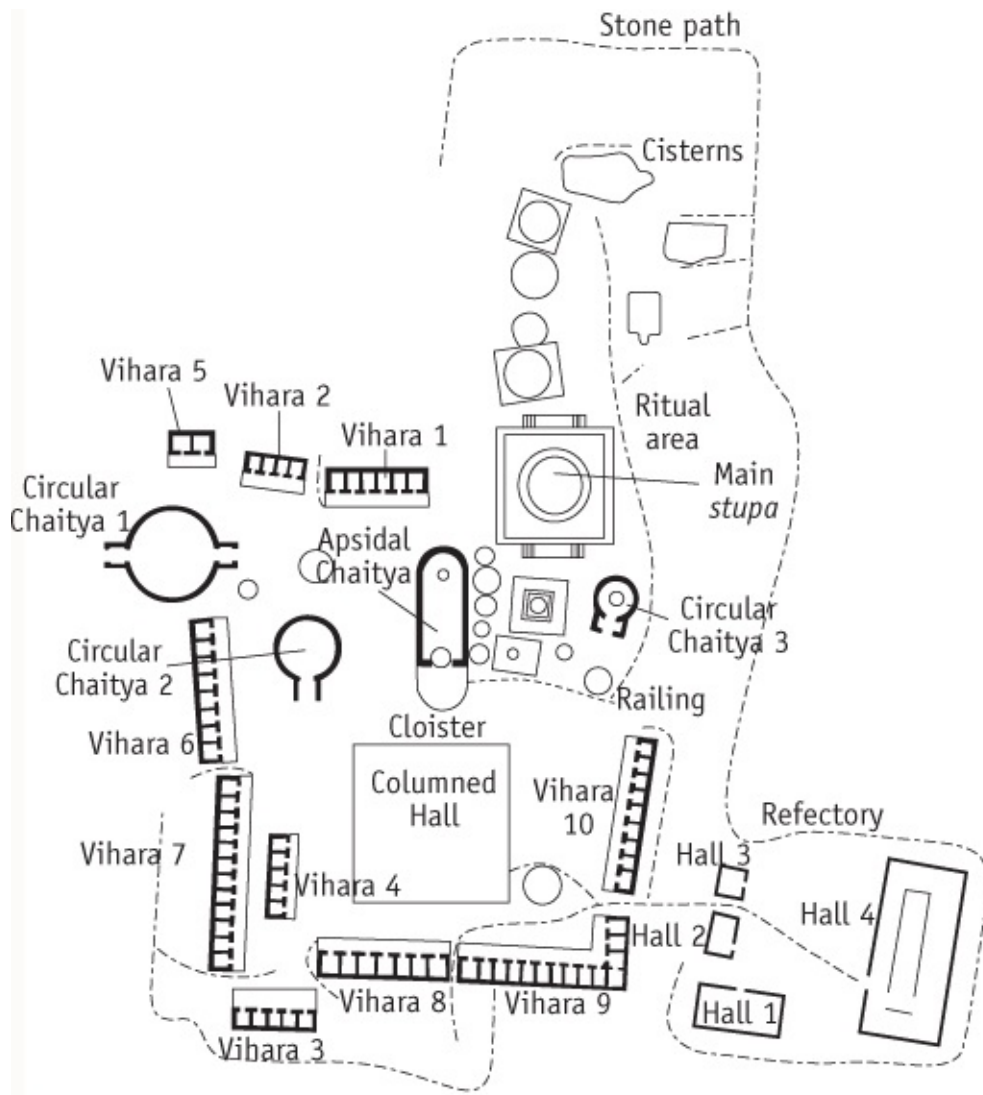 Stone path
Cisterns
Vihara 5
Vihara 2
Vihara 1
Ritual
area
Main
stupa
Circular
Chaitya 1
Apsidal
Chaitya
Circular
Chaitya 3
Circular
Chaitya 2
Railing
Cloister
Vihara 6
Columned
Hall
Vihara
10
Refectory
Vihara 7
Hall 3
Vihara 4
Hall 4
Hall 2
Vihara 8
Vihara 9
Hall 1
Vihara 3